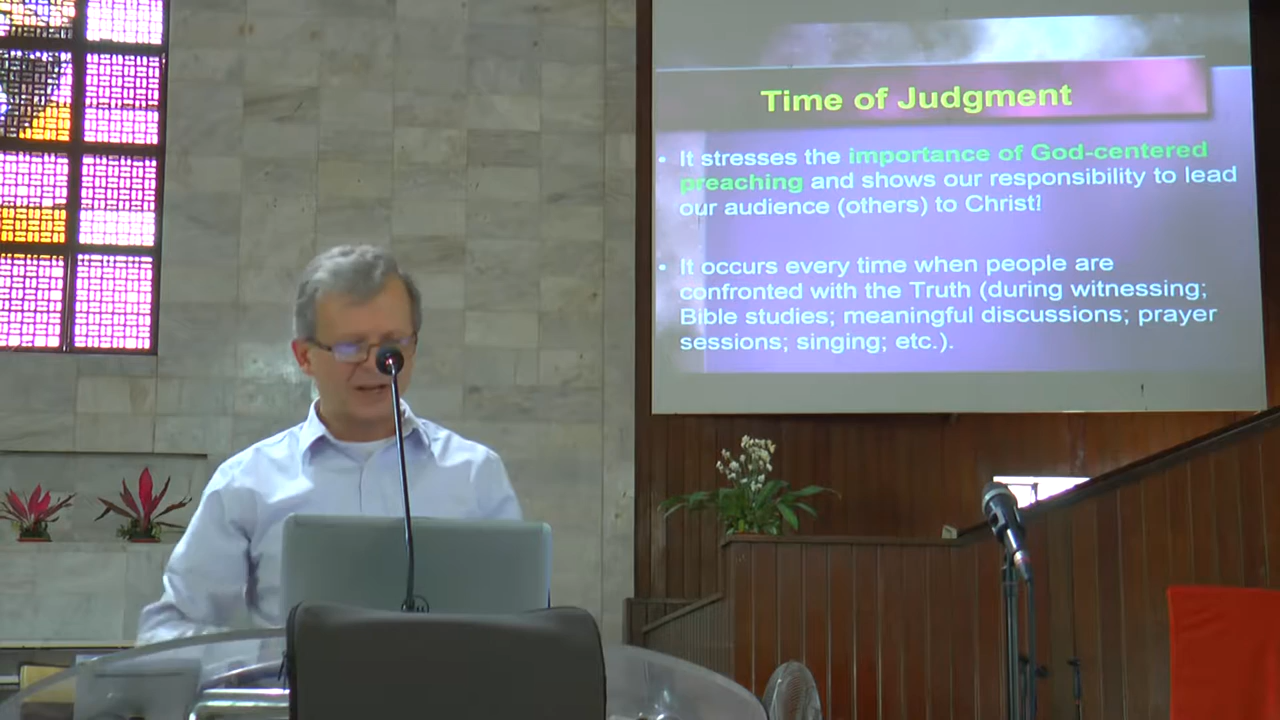 Time of Judgment
• It stresses the importance of God-centered
preaching and shows our responsibility to lead
our audience (others) to Christ!
• It occurs every time when people are
confronted with the Truth (during witnessing;
Bible studies; meaningful discussions; prayer
sessions; singing; etc.).